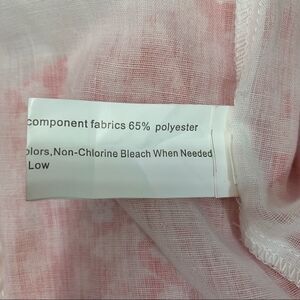 component fabrics 65% polyester
olors,Non-Chlorine Bleach When Needed
Low